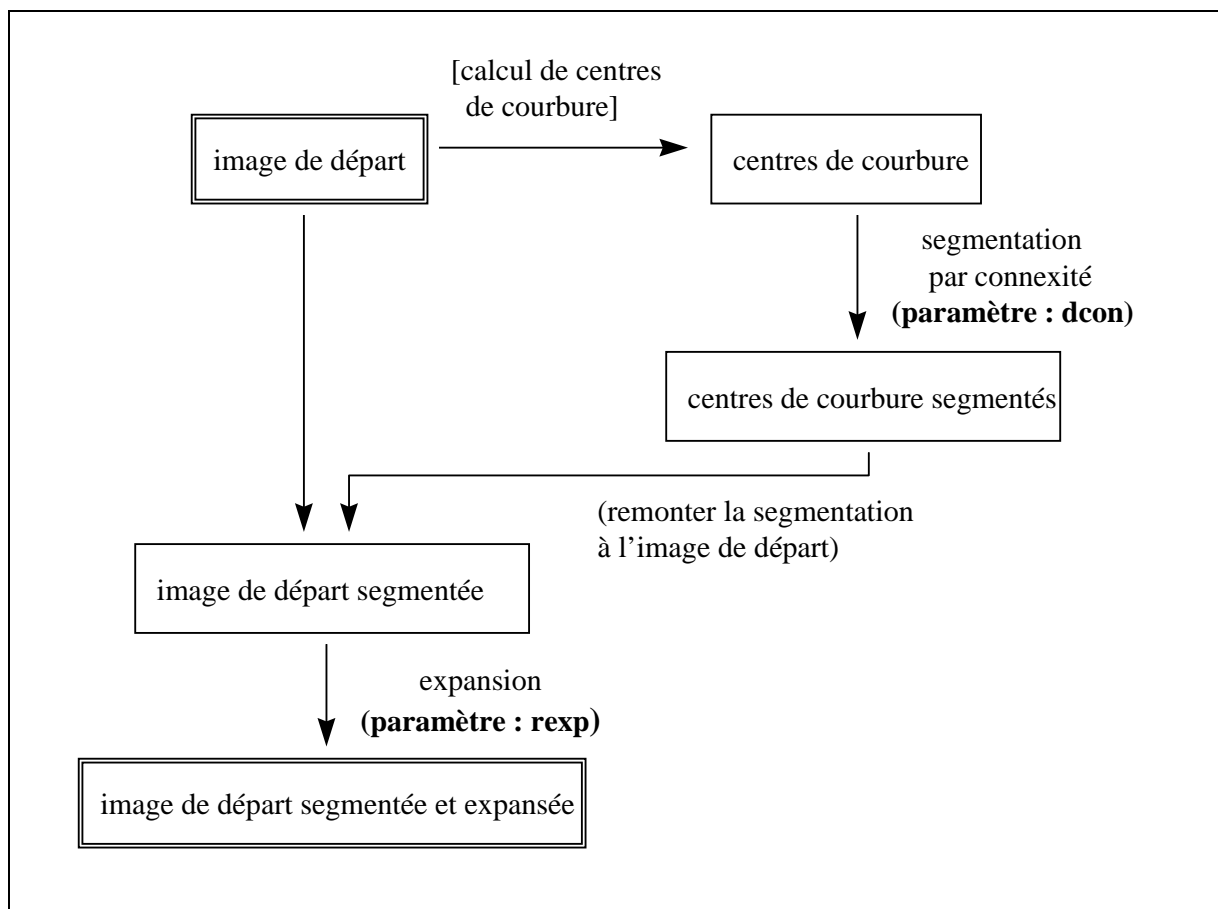 [calcul de centres
de courbure]
image de départ
centres de courbure
segmentation
par connexité
(paramètre : dcon)
centres de courbure segmentés
(remonter la segmentation
à l’image de départ)
image de départ segmentée
expansion
(paramètre : rexp)
image de départ segmentée et expansée